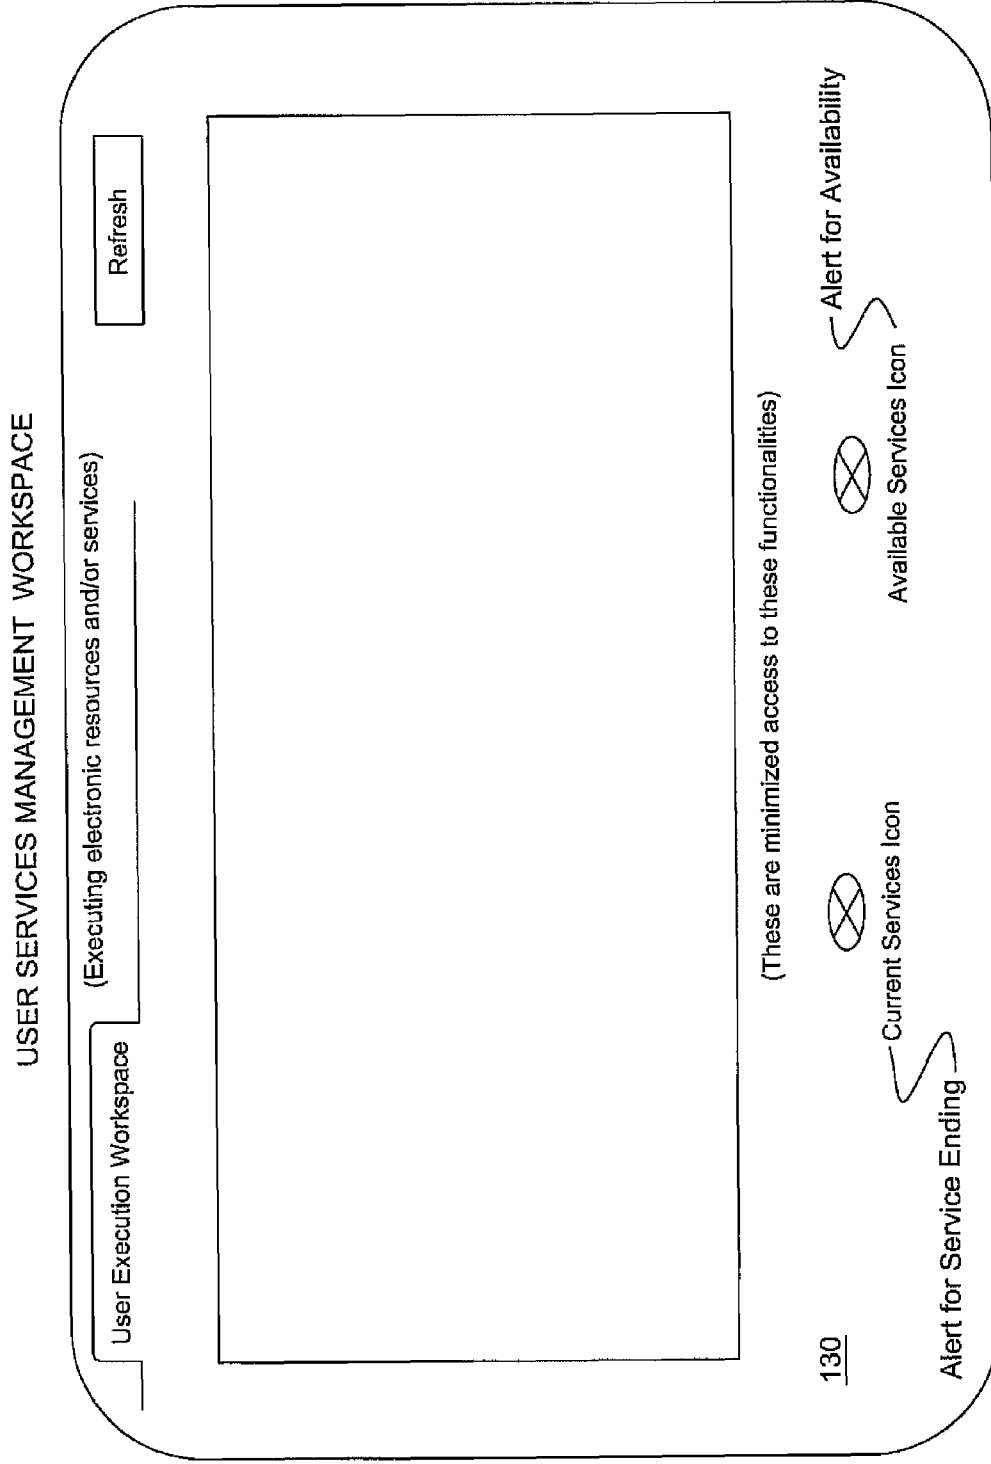 USER SERVICES MANAGEMENT WORKSPACE
User Execution Workspace
(Executing electronic resources and/or services)
Refresh
(These are minimized access to these functionalities)
130
Alert for Availability
Current Services Icon
Available Services Icon
Alert for Service Ending